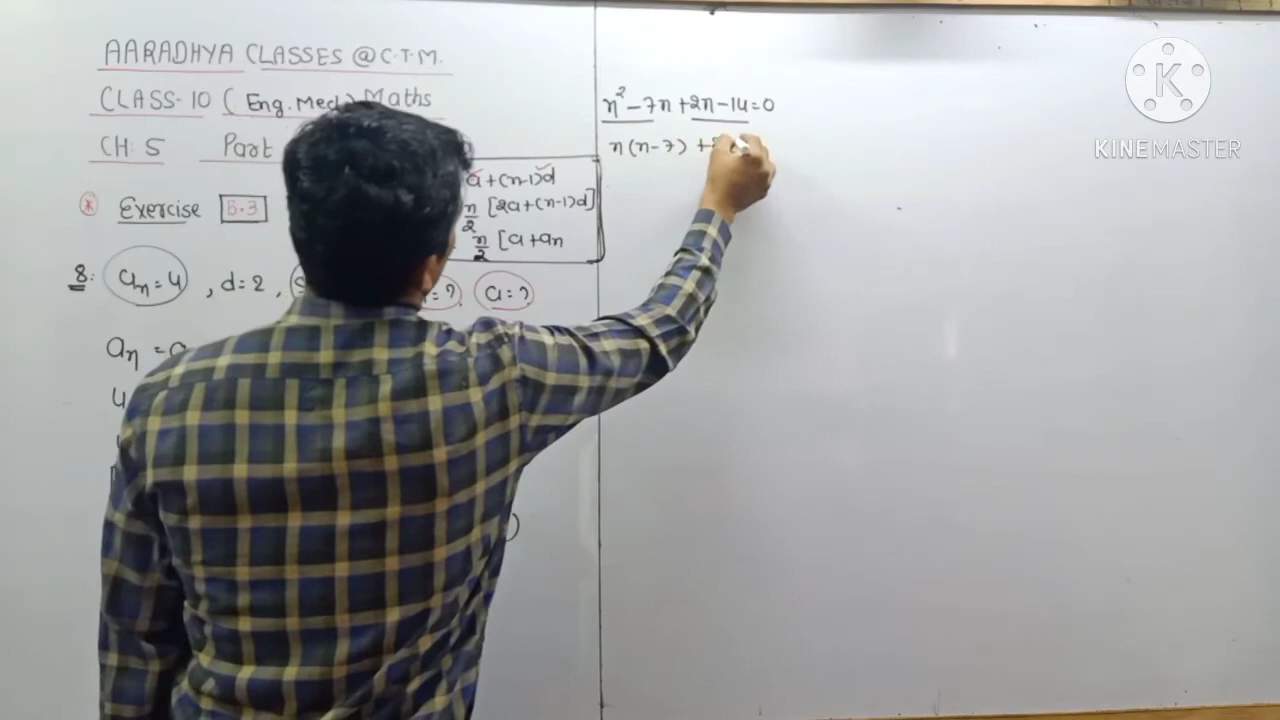 AARADHYA CLASSES @ C.T.M.
CLASS-10 (Eng. Med.) Maths
CH: 5 Part
* Exercise 5.3
a+(n-1)d
n/2 [2a+(n-1)d]
n/2 [a+an
8: an=4, d=2, =? a=?
an =
4
n²-7n+2n-14=0
n(n-7) +
KINEMASTER